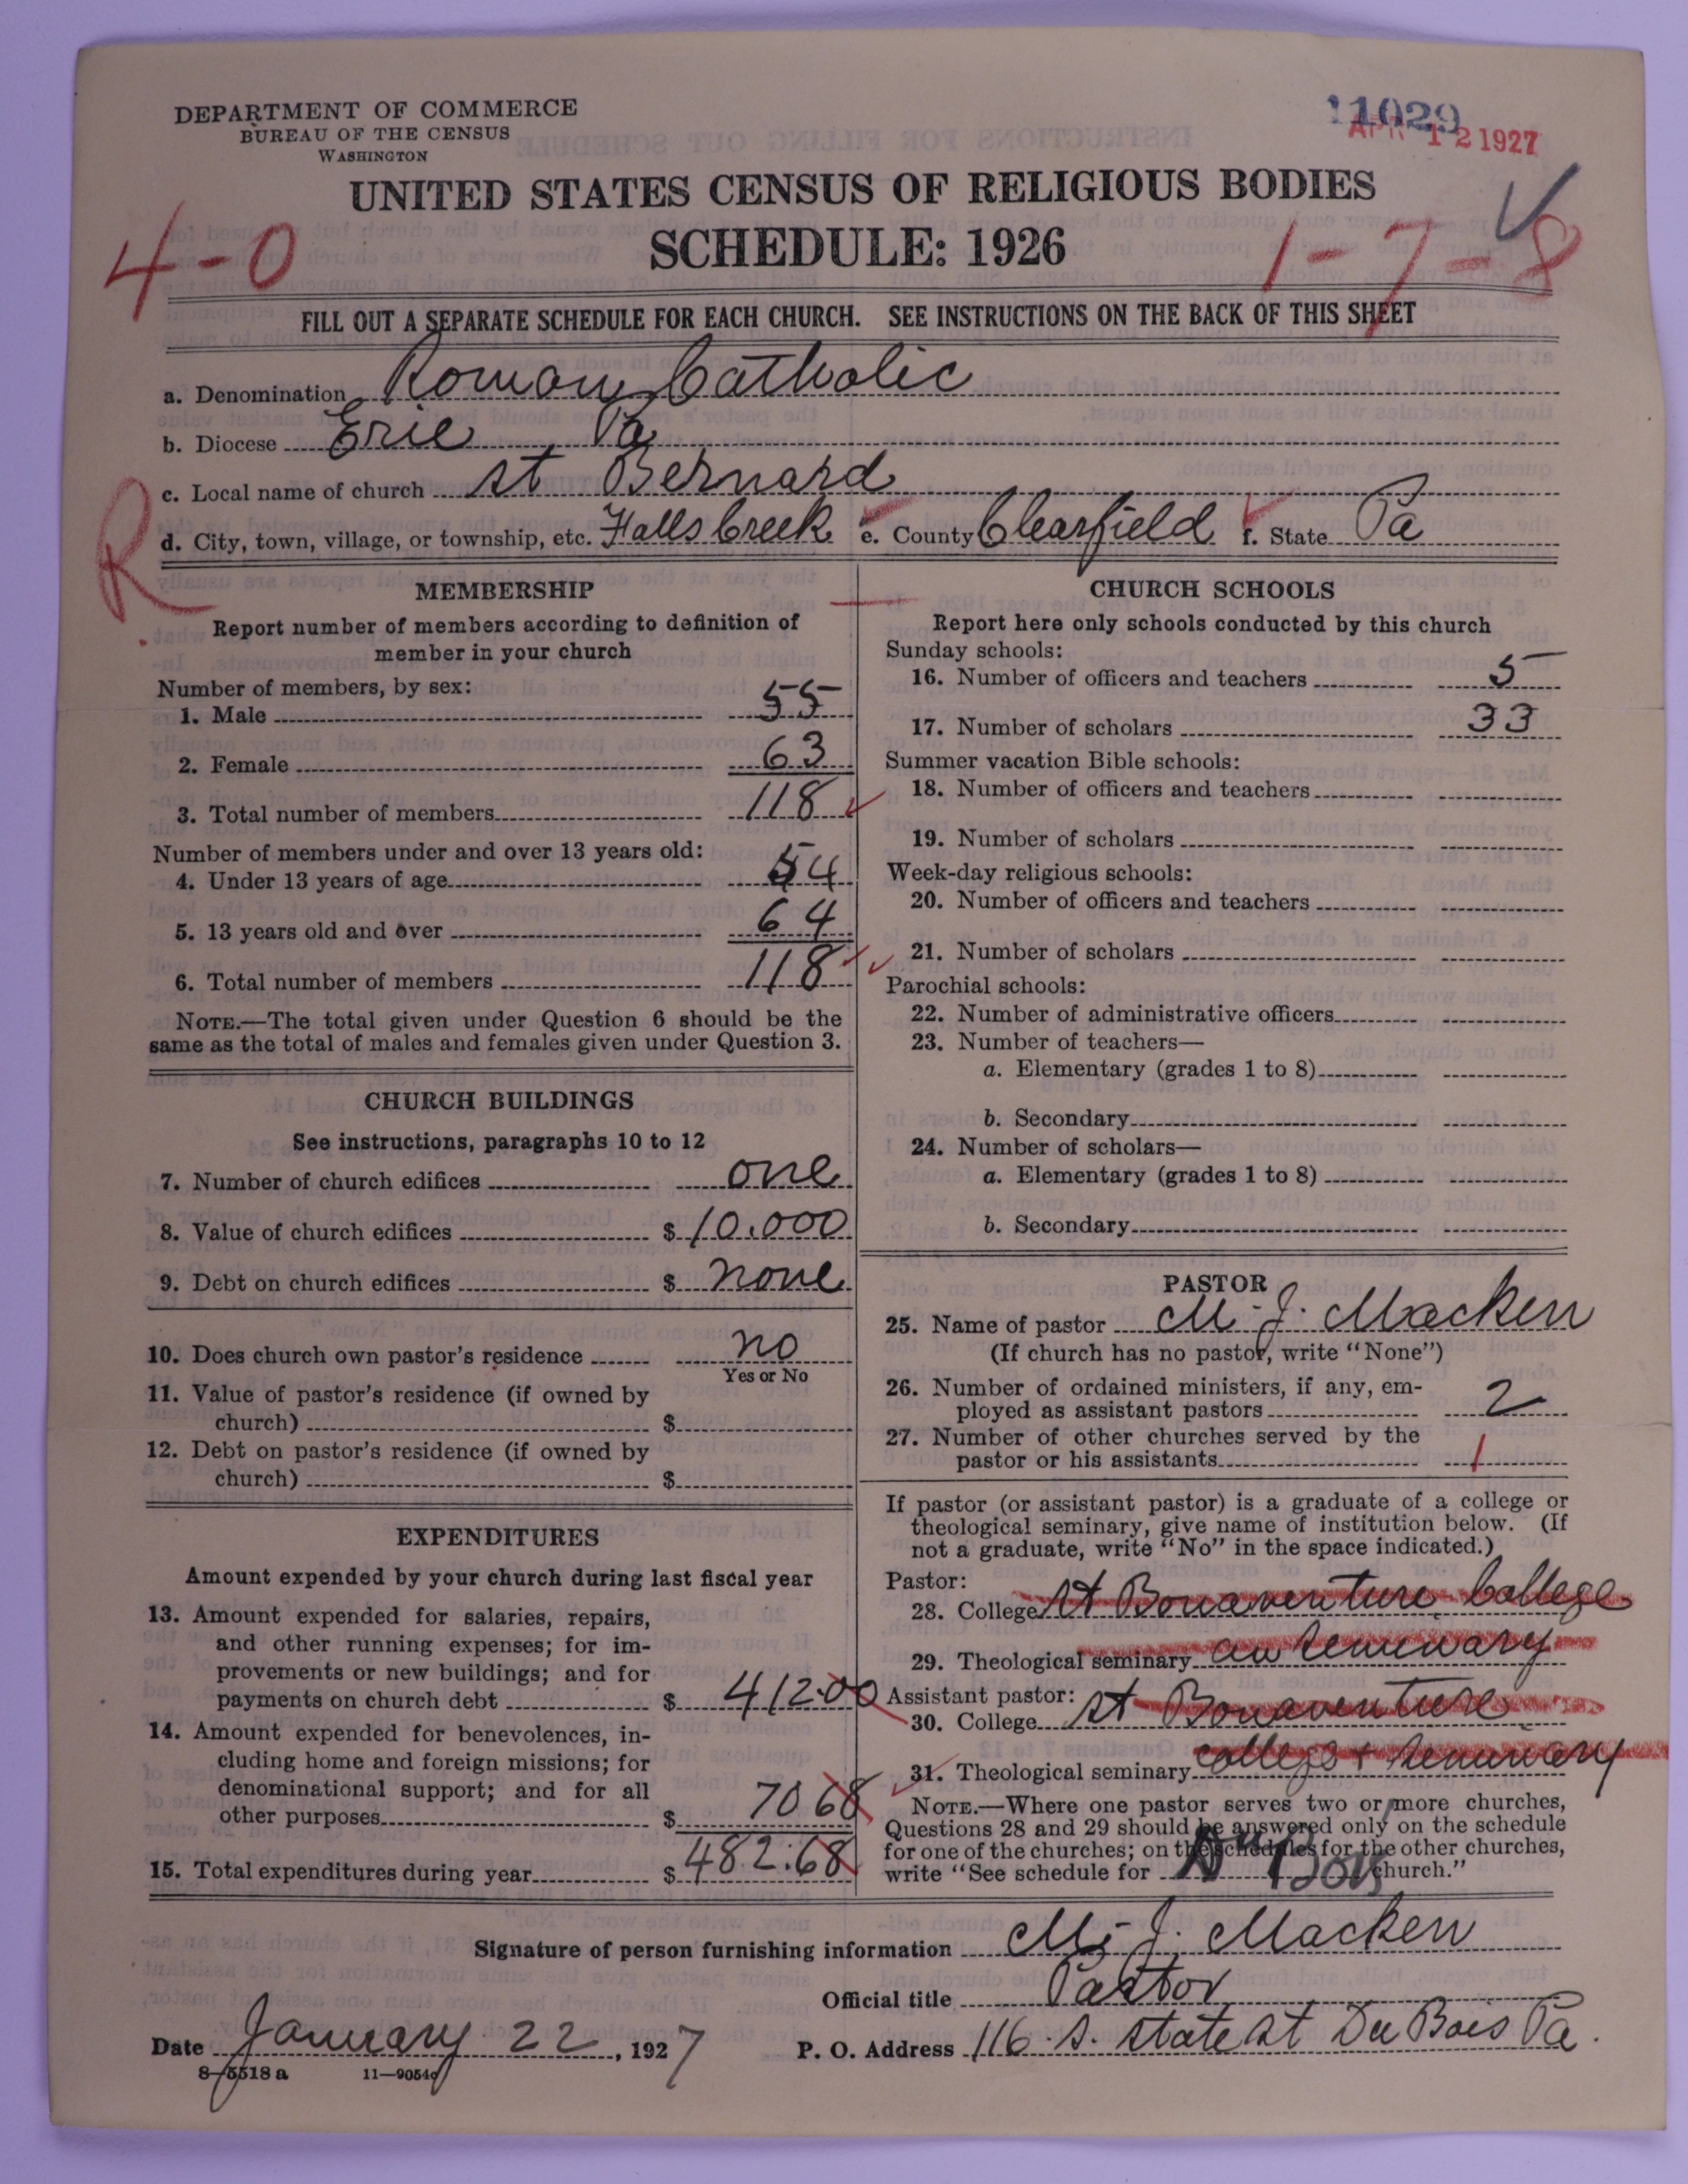 DEPARTMENT OF COMMERCE
BUREAU OF THE CENSUS
WASHINGTON
11029
APR 12 1927
UNITED STATES CENSUS OF RELIGIOUS BODIES
SCHEDULE: 1926
4-0
1-7-8
FILL OUT A SEPARATE SCHEDULE FOR EACH CHURCH. SEE INSTRUCTIONS ON THE BACK OF THIS SHEET
a. Denomination Roman Catholic
b. Diocese Erie Pa
c. Local name of church St Bernard
R
d. City, town, village, or township, etc. Falls Creek e. County Clearfield f. State Pa
MEMBERSHIP
Report number of members according to definition of
member in your church
Number of members, by sex:
1. Male 55
2. Female 63
3. Total number of members 118
Number of members under and over 13 years old:
4. Under 13 years of age 54
5. 13 years old and over 64
6. Total number of members 118
NOTE.—The total given under Question 6 should be the
same as the total of males and females given under Question 3.
CHURCH BUILDINGS
See instructions, paragraphs 10 to 12
7. Number of church edifices one
8. Value of church edifices $ 10.000
9. Debt on church edifices $ none
10. Does church own pastor's residence no
Yes or No
11. Value of pastor's residence (if owned by
church) $
12. Debt on pastor's residence (if owned by
church) $
EXPENDITURES
Amount expended by your church during last fiscal year
13. Amount expended for salaries, repairs,
and other running expenses; for im-
provements or new buildings; and for
payments on church debt $ 412.00
14. Amount expended for benevolences, in-
cluding home and foreign missions; for
denominational support; and for all
other purposes $ 70 68
15. Total expenditures during year $ 482.68
CHURCH SCHOOLS
Report here only schools conducted by this church
Sunday schools:
16. Number of officers and teachers 5
17. Number of scholars 33
Summer vacation Bible schools:
18. Number of officers and teachers
19. Number of scholars
Week-day religious schools:
20. Number of officers and teachers
21. Number of scholars
Parochial schools:
22. Number of administrative officers
23. Number of teachers—
a. Elementary (grades 1 to 8)
b. Secondary
24. Number of scholars—
a. Elementary (grades 1 to 8)
b. Secondary
PASTOR
25. Name of pastor M. J. Macken
(If church has no pastor, write "None")
26. Number of ordained ministers, if any, em-
ployed as assistant pastors 2
27. Number of other churches served by the
pastor or his assistants 1
If pastor (or assistant pastor) is a graduate of a college or
theological seminary, give name of institution below. (If
not a graduate, write "No" in the space indicated.)
Pastor:
28. College St Bonaventure College
29. Theological seminary seminary
Assistant pastor:
30. College St Bonaventure
31. Theological seminary college + seminary
NOTE.—Where one pastor serves two or more churches,
Questions 28 and 29 should be answered only on the schedule
for one of the churches; on the schedules for the other churches,
write "See schedule for church."
Signature of person furnishing information M. J. Macken
Official title Pastor
Date January 22, 1927 P. O. Address 116 S. State St Du Bois Pa.
8-5518 a 11—9054